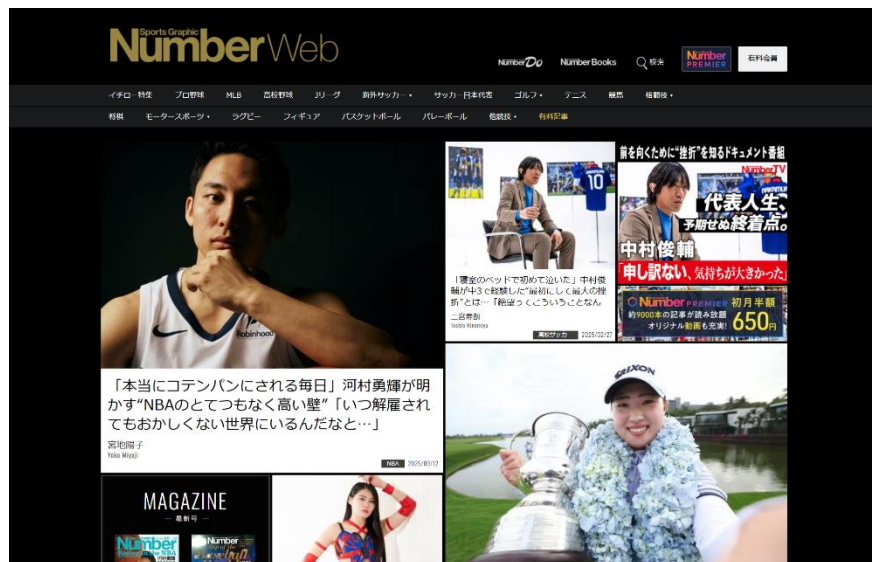 Sports Graphic
NumberWeb
NumberDo
Number Books
検索
Number
PREMIER
有料会員
イチロー特集 プロ野球 MLB 高校野球 Jリーグ 海外サッカー サッカー日本代表 ゴルフ テニス 競馬 格闘技
将棋 モータースポーツ ラグビー フィギュア バスケットボール バレーボール 他競技 有料記事
「本当にコテンパンにされる毎日」河村勇輝が明
かす“NBAのとてつもなく高い壁”「いつ解雇され
てもおかしくない世界にいるんだなと…」
宮地陽子
Yoko Miyaji
NBA 2025/03/17
Robinhood
10
「寝室のベッドで初めて泣いた」中村俊
輔が中3で経験した“最初にして最大の挫
折”とは…「絶望ってこういうことなん
二宮寿朗
Toshio Ninomiya
高校サッカー 2025/02/27
前を向くために“挫折”を知るドキュメント番組
NumberTV
代表人生、
予期せぬ終着点。
中村俊輔
「申し訳ない、気持ちが大きかった」
Number PREMIER 初月半額
約9000本の記事が読み放題
オリジナル動画も充実!
650円
SRIXON
MAGAZINE
最新号
Number
Number